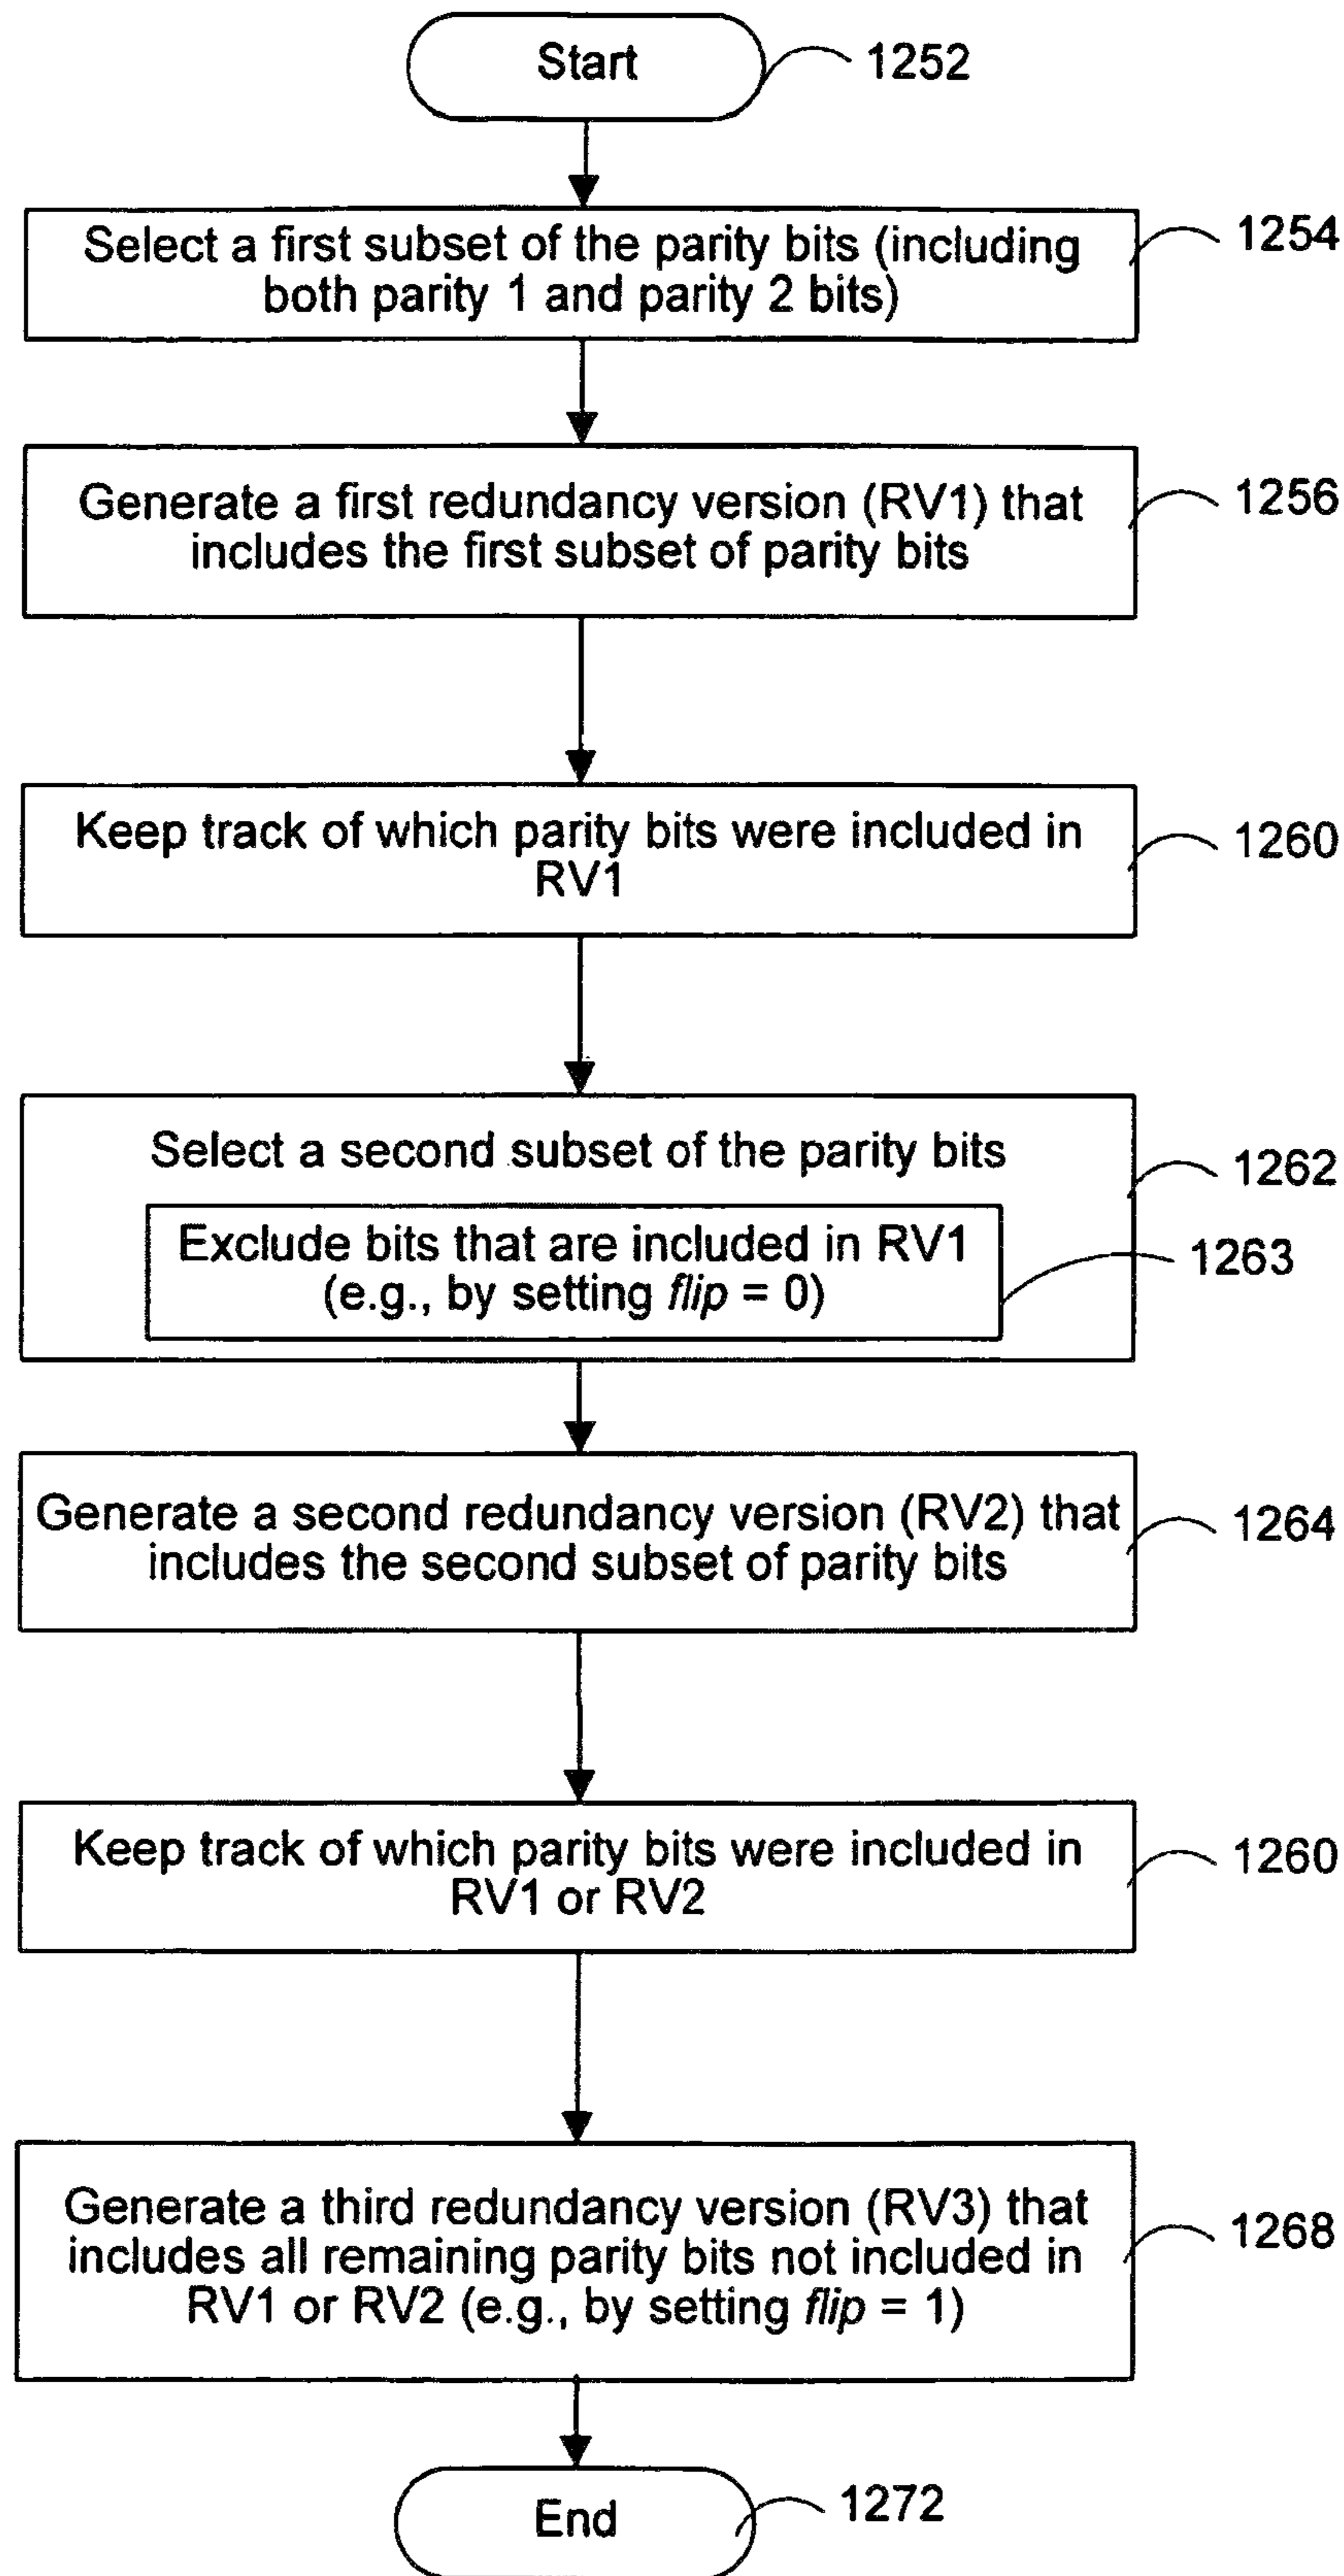 Start
1252
Select a first subset of the parity bits (including
both parity 1 and parity 2 bits)
1254
Generate a first redundancy version (RV1) that
includes the first subset of parity bits
1256
Keep track of which parity bits were included in
RV1
1260
Select a second subset of the parity bits
1262
Exclude bits that are included in RV1
(e.g., by setting flip = 0)
1263
Generate a second redundancy version (RV2) that
includes the second subset of parity bits
1264
Keep track of which parity bits were included in
RV1 or RV2
1260
Generate a third redundancy version (RV3) that
includes all remaining parity bits not included in
RV1 or RV2 (e.g., by setting flip = 1)
1268
End
1272